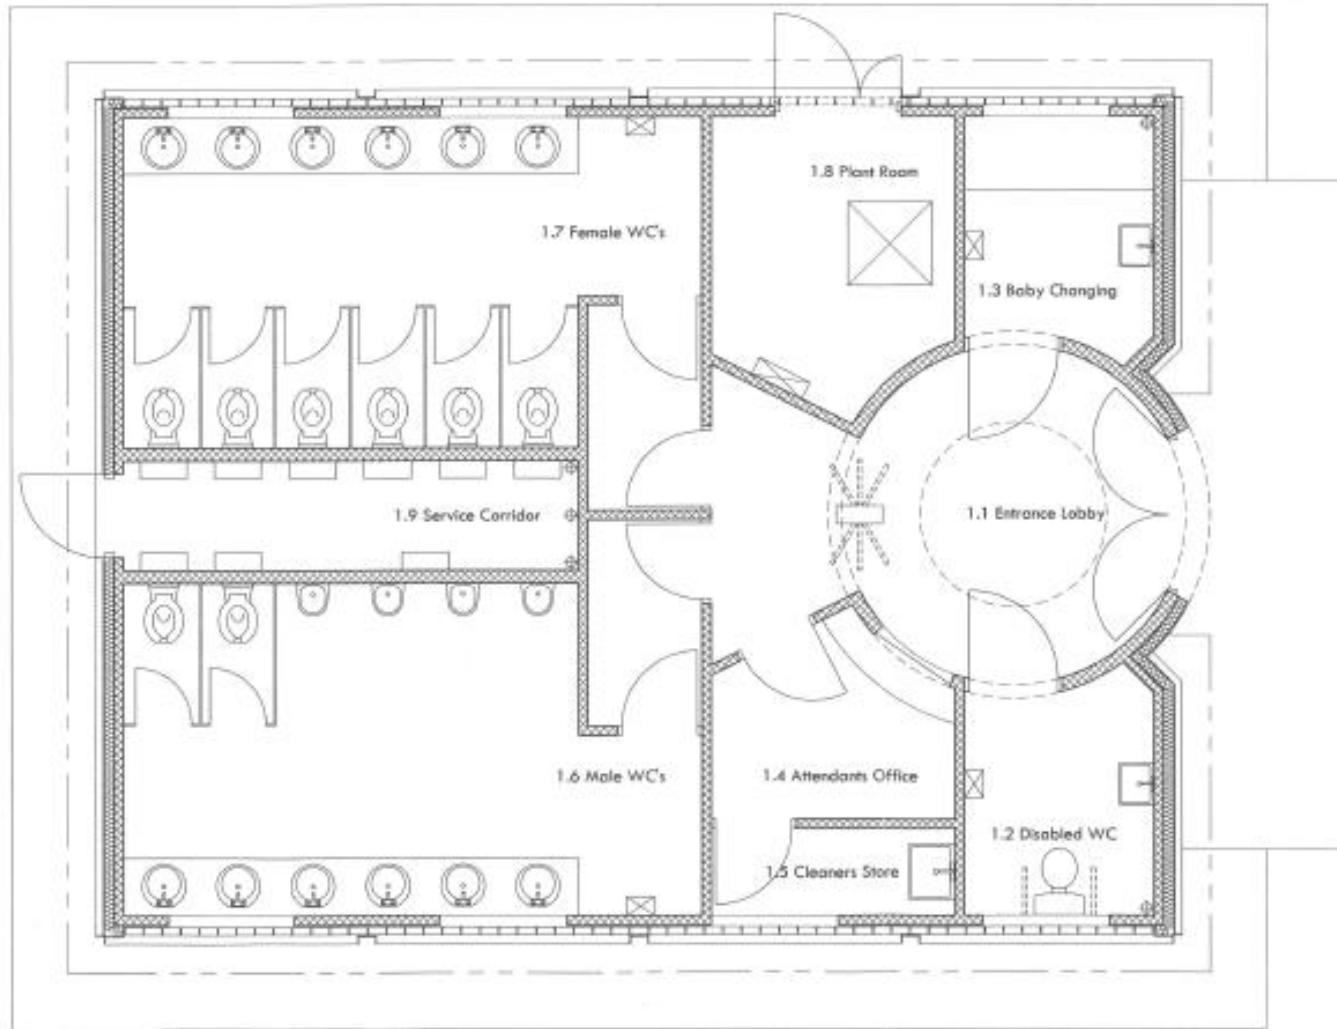 1.8 Plant Room
1.7 Female WC's
1.3 Baby Changing
1.9 Service Corridor
1.1 Entrance Lobby
1.6 Male WC's
1.4 Attendants Office
1.2 Disabled WC
1.5 Cleaners Store